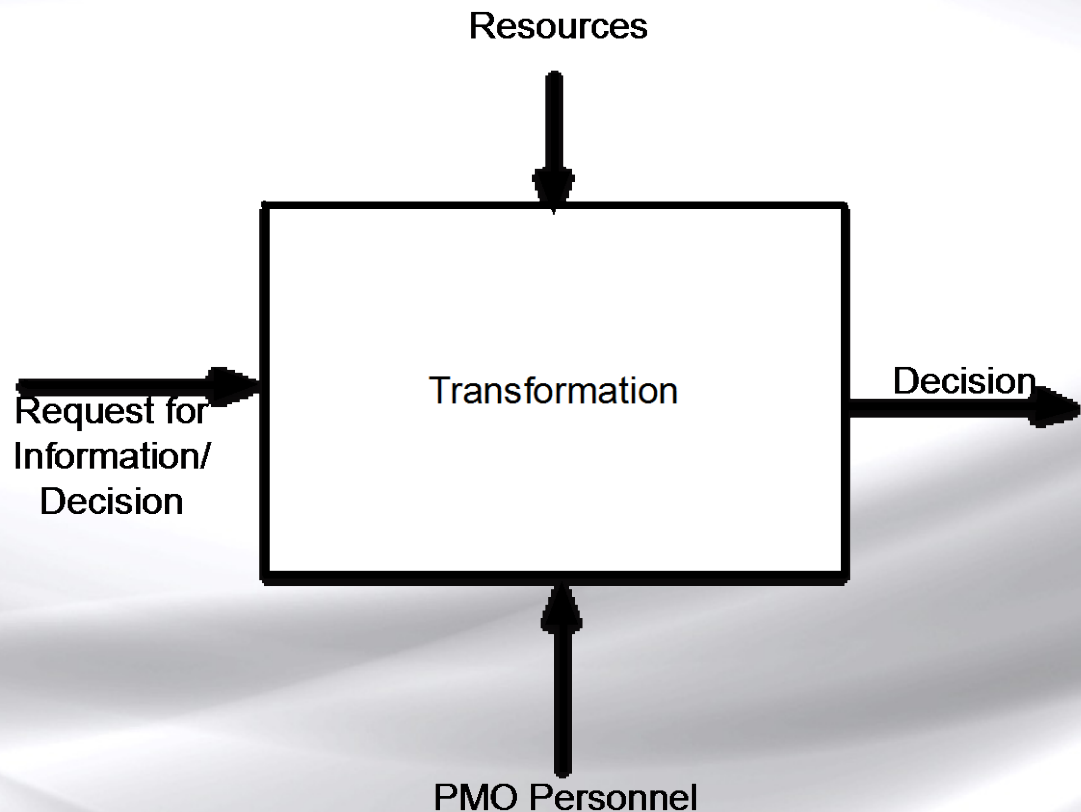 Resources
Transformation
Decision
Request for
Information/
Decision
PMO Personnel